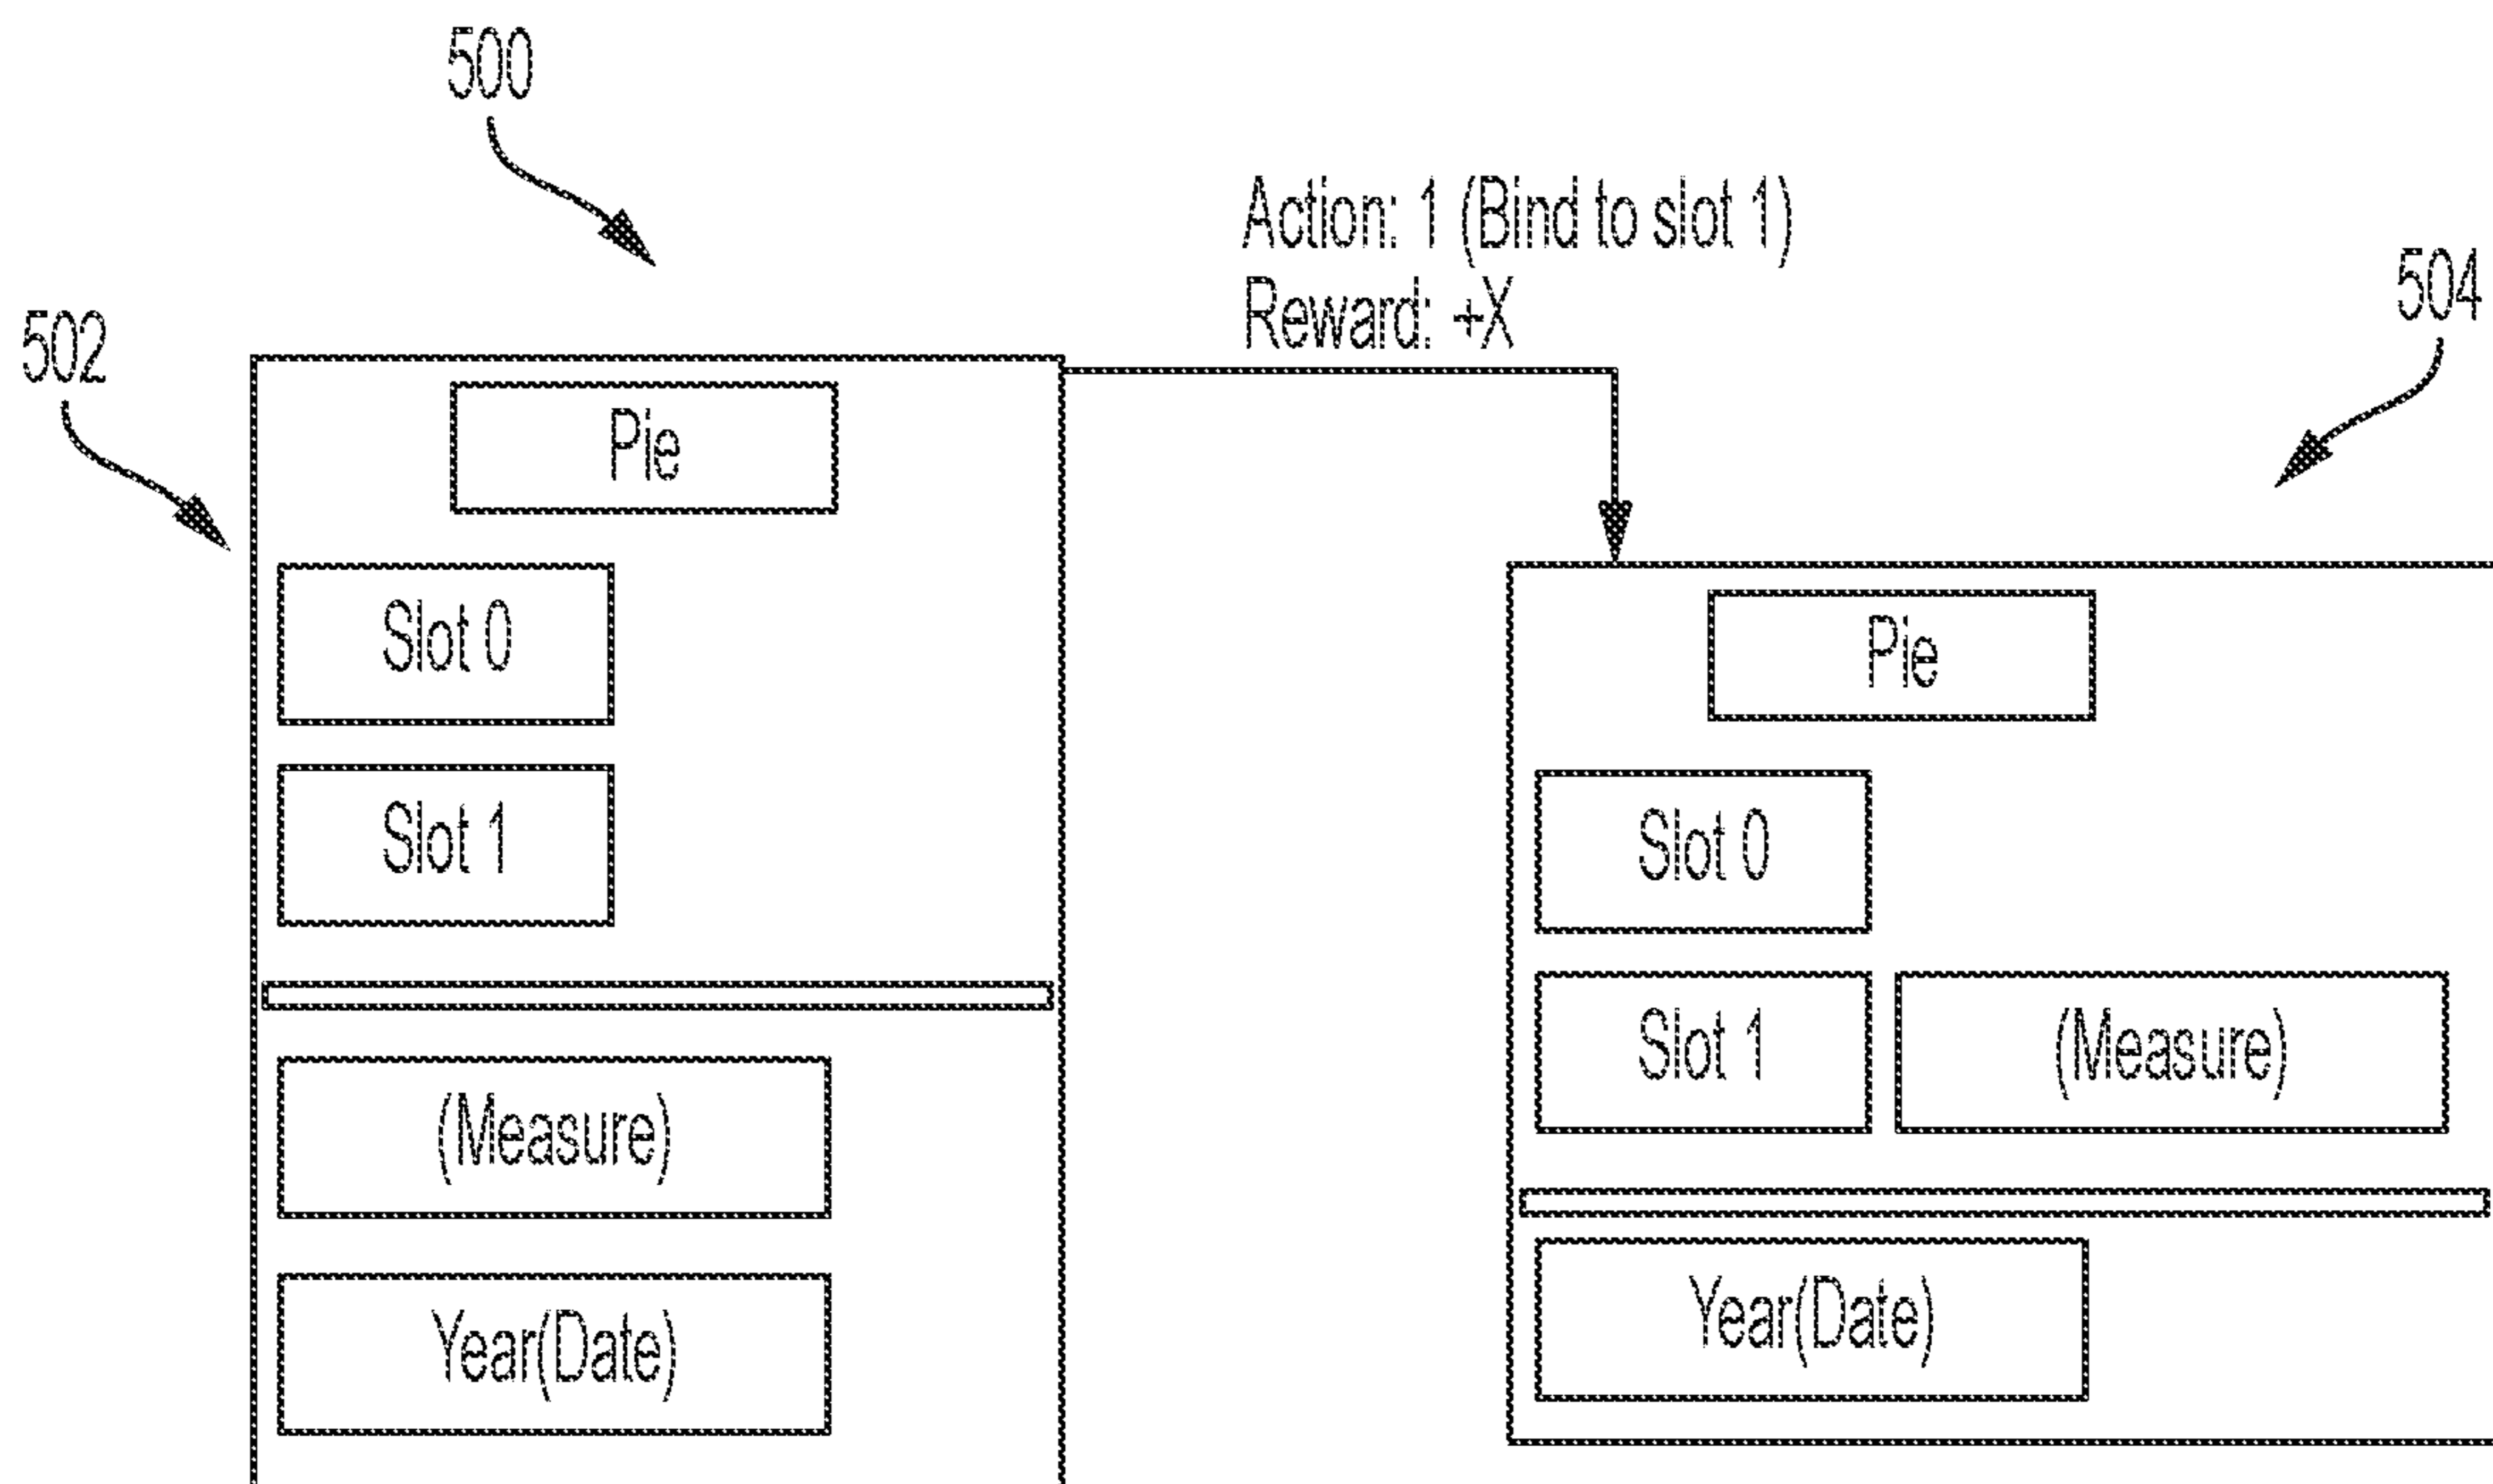 500
Action: 1 (Bind to slot 1)
Reward: +X
504
502
Pie
Slot 0
Slot 1
(Measure)
Year(Date)
Pie
Slot 0
Slot 1
(Measure)
Year(Date)